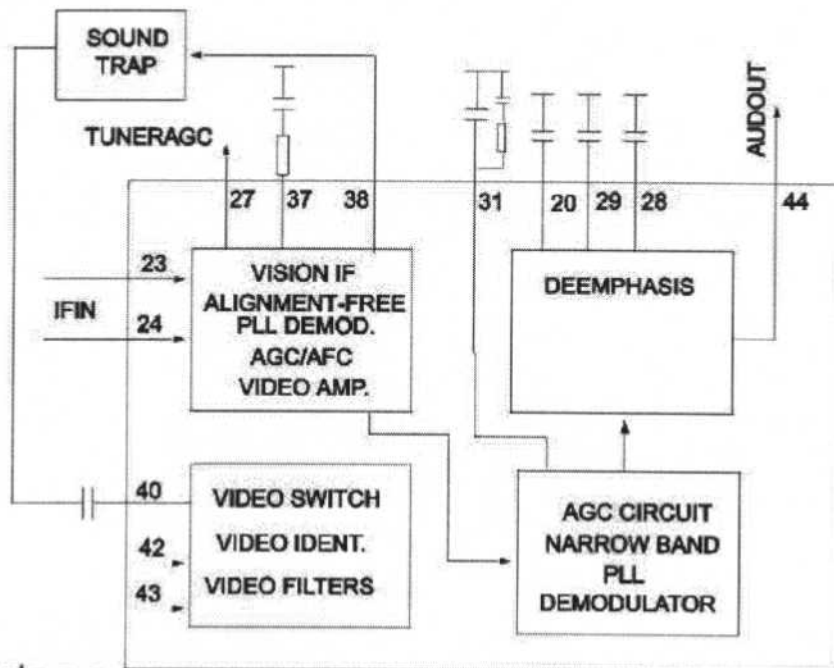 SOUND
TRAP
TUNERAGC
AUDOUT
27 37 38 31 20 29 28 44
23
IFIN
24
VISION IF
ALIGNMENT-FREE
PLL DEMOD.
AGC/AFC
VIDEO AMP.
DEEMPHASIS
40
42
43
VIDEO SWITCH
VIDEO IDENT.
VIDEO FILTERS
AGC CIRCUIT
NARROW BAND
PLL
DEMODULATOR